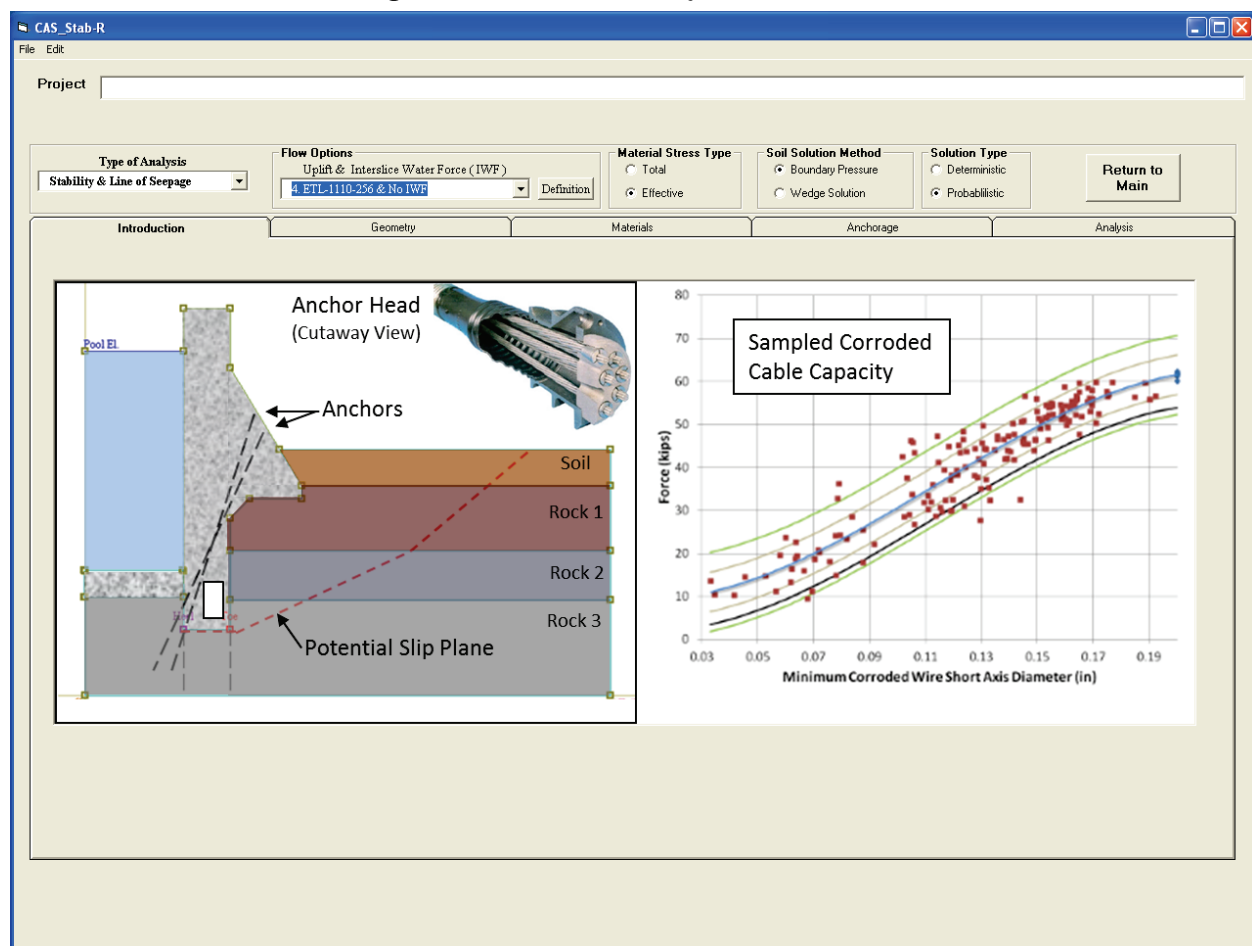 CAS_Stab-R
File Edit
Project
Type of Analysis
Stability & Line of Seepage
Flow Options
Uplift & Interslice Water Force ( IWF )
4. ETL-1110-256 & No IWF
Definition
Material Stress Type
Total
Effective
Soil Solution Method
Boundary Pressure
Wedge Solution
Solution Type
Deterministic
Probablilistic
Return to
Main
Introduction
Geometry
Materials
Anchorage
Analysis
Anchor Head
(Cutaway View)
Pool El.
Anchors
Soil
Rock 1
Rock 2
Rock 3
Potential Slip Plane
80
70
60
50
40
30
20
10
0
Force (kips)
Sampled Corroded
Cable Capacity
0.03 0.05 0.07 0.09 0.11 0.13 0.15 0.17 0.19
Minimum Corroded Wire Short Axis Diameter (in)